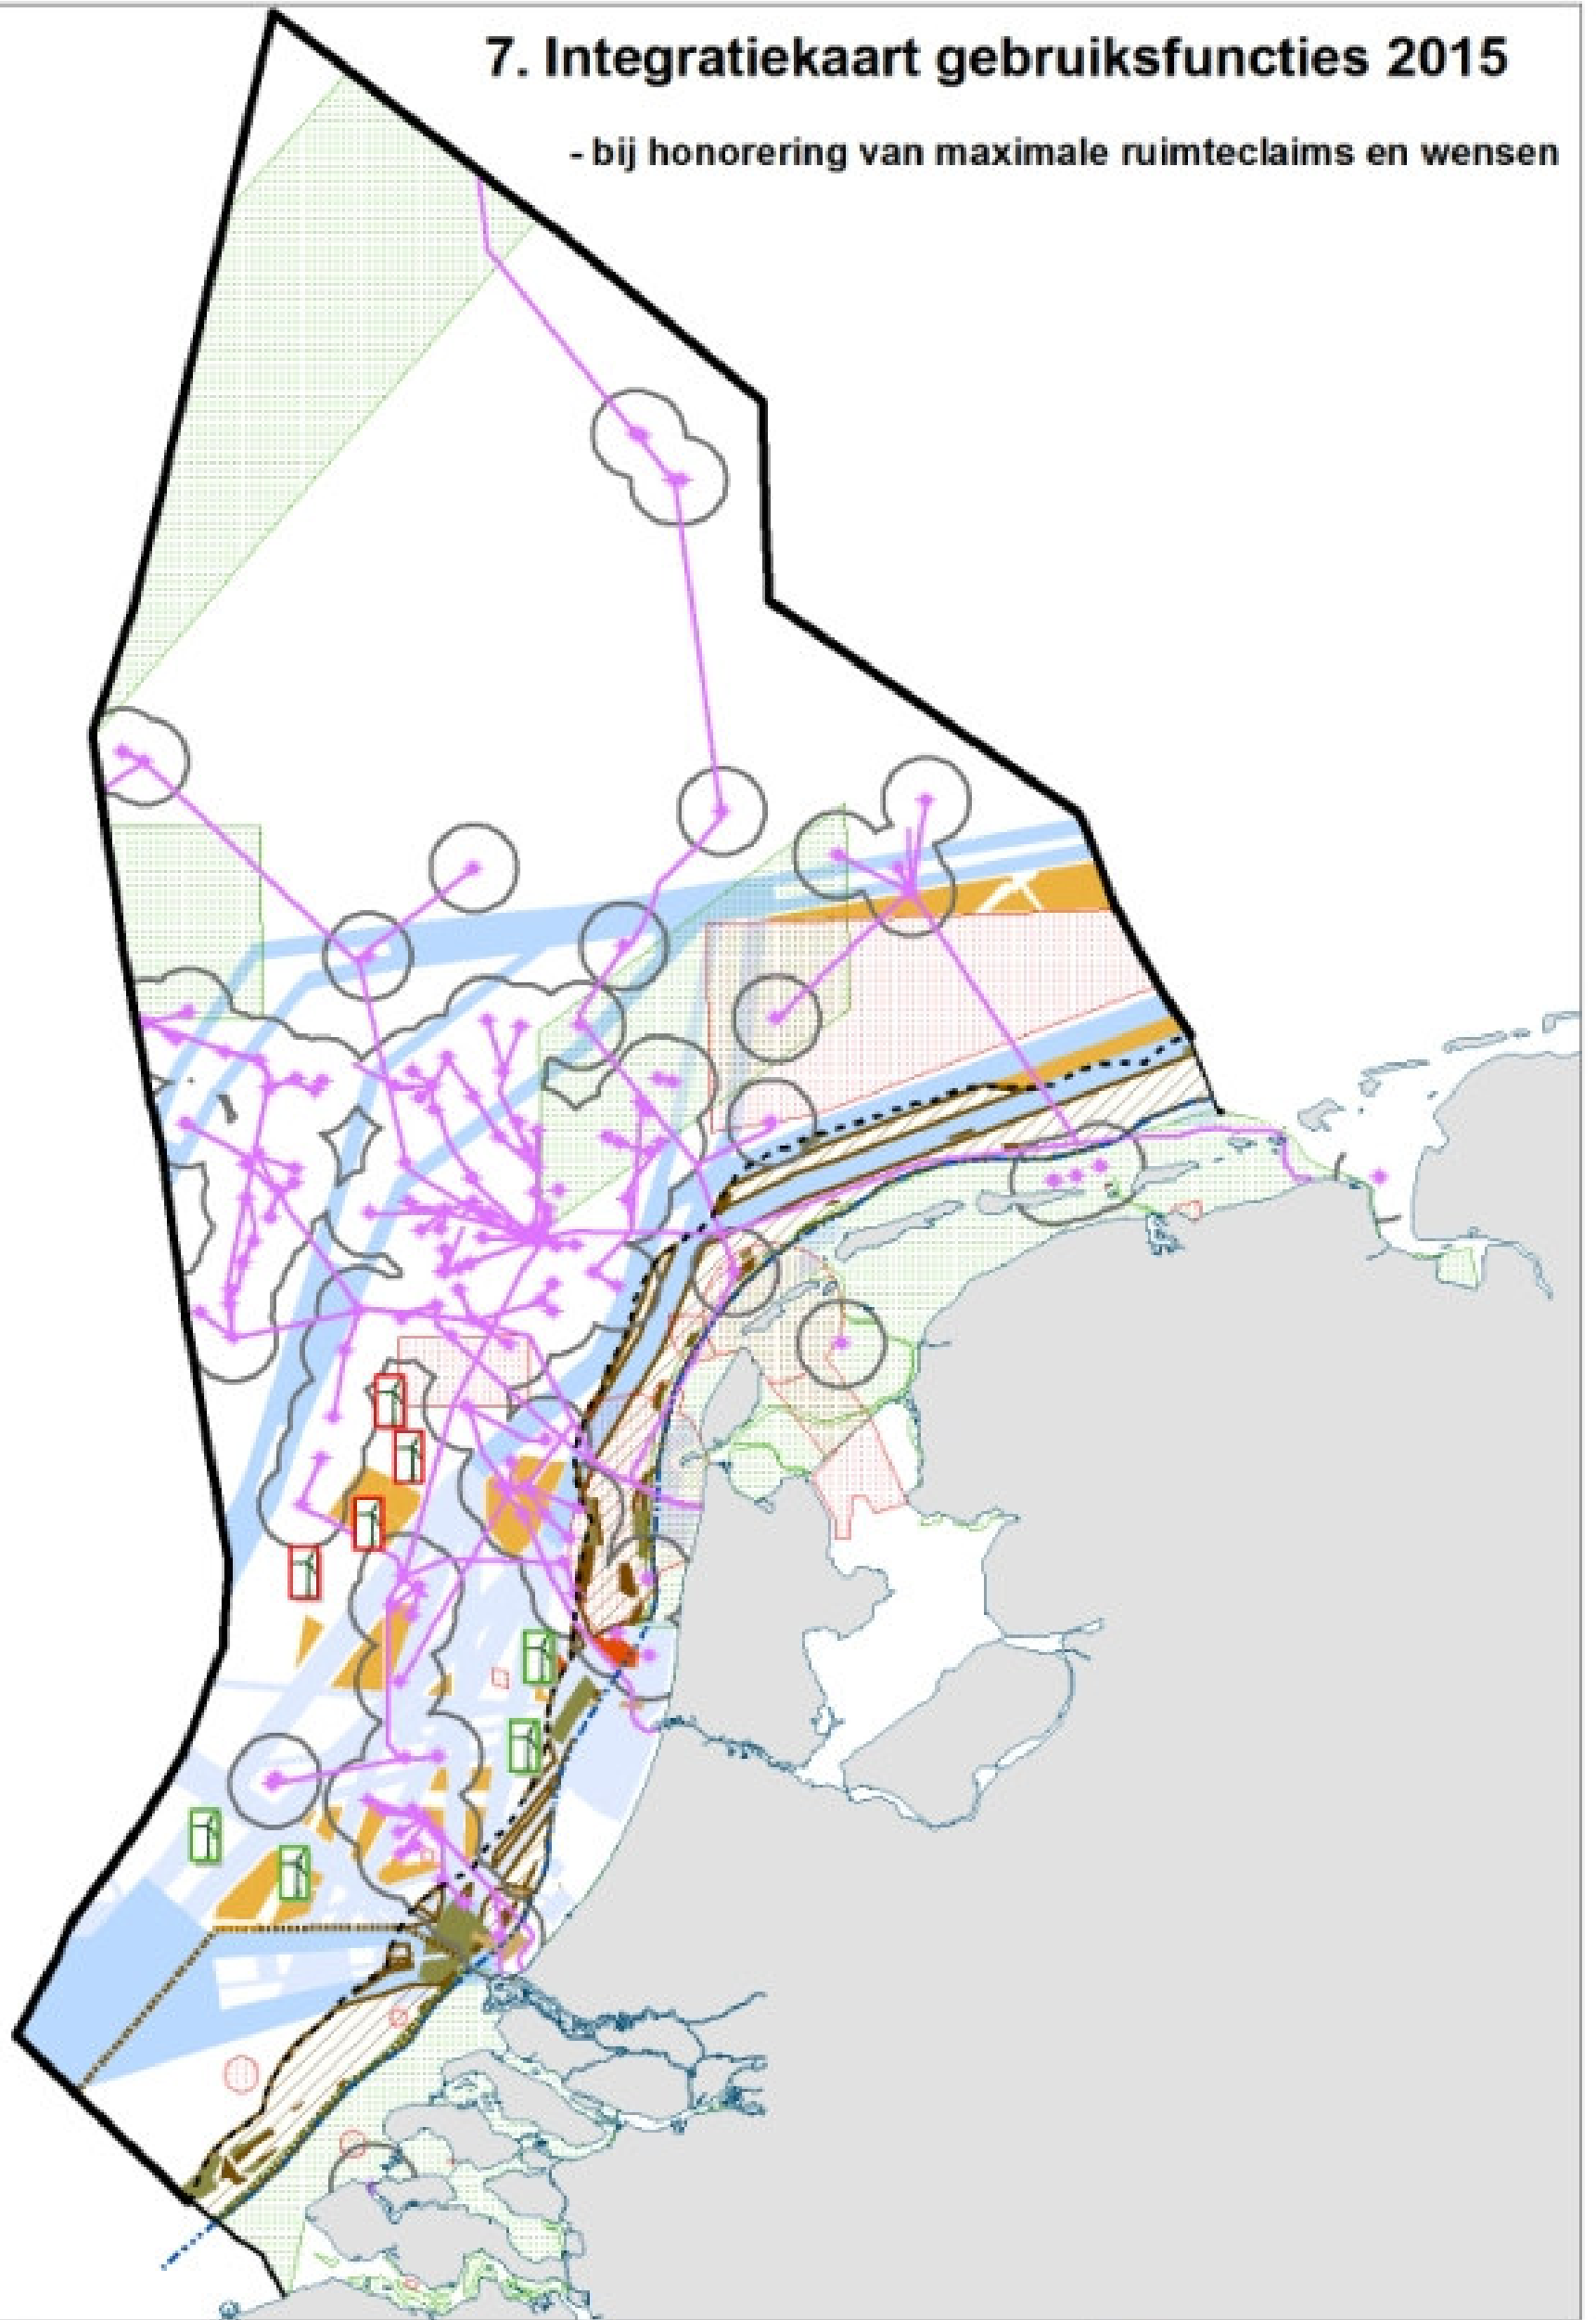 7. Integratiekaart gebruiksfuncties 2015
- bij honorering van maximale ruimteclaims en wensen